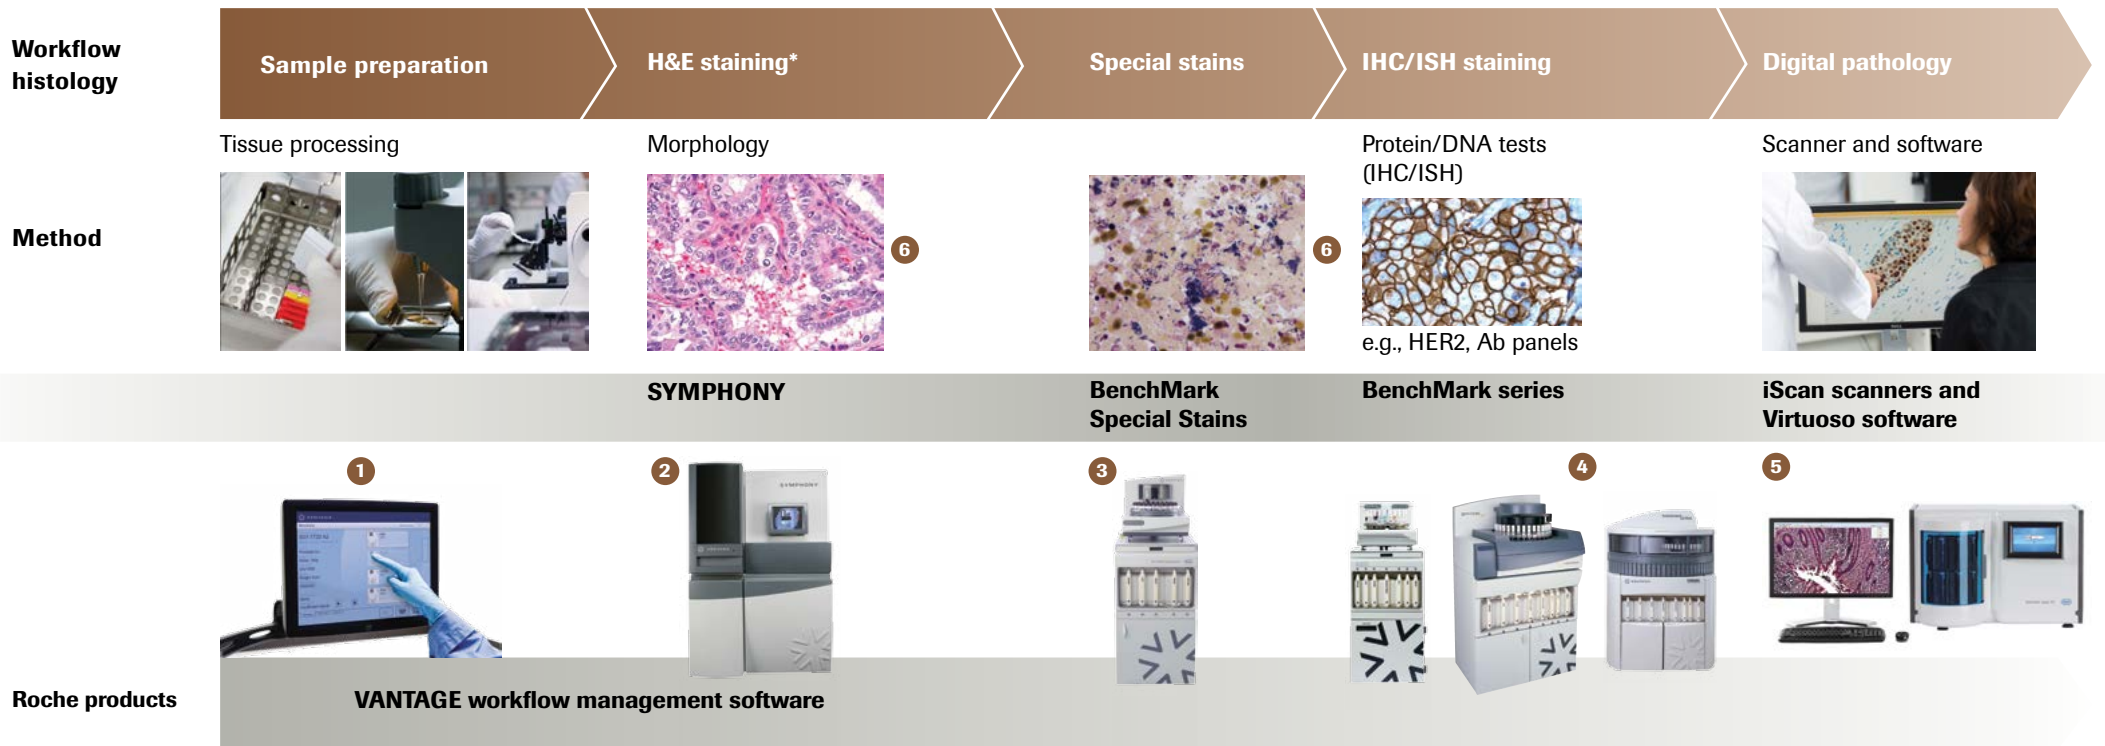 Workflow
histology
Sample preparation
H&E staining*
Special stains
IHC/ISH staining
Digital pathology
Method
Tissue processing
Morphology
6
6
Protein/DNA tests
(IHC/ISH)
e.g., HER2, Ab panels
Scanner and software
SYMPHONY
BenchMark
Special Stains
BenchMark series
iScan scanners and
Virtuoso software
1
2
SYMPHONY
3
4
5
Roche products
VANTAGE workflow management software